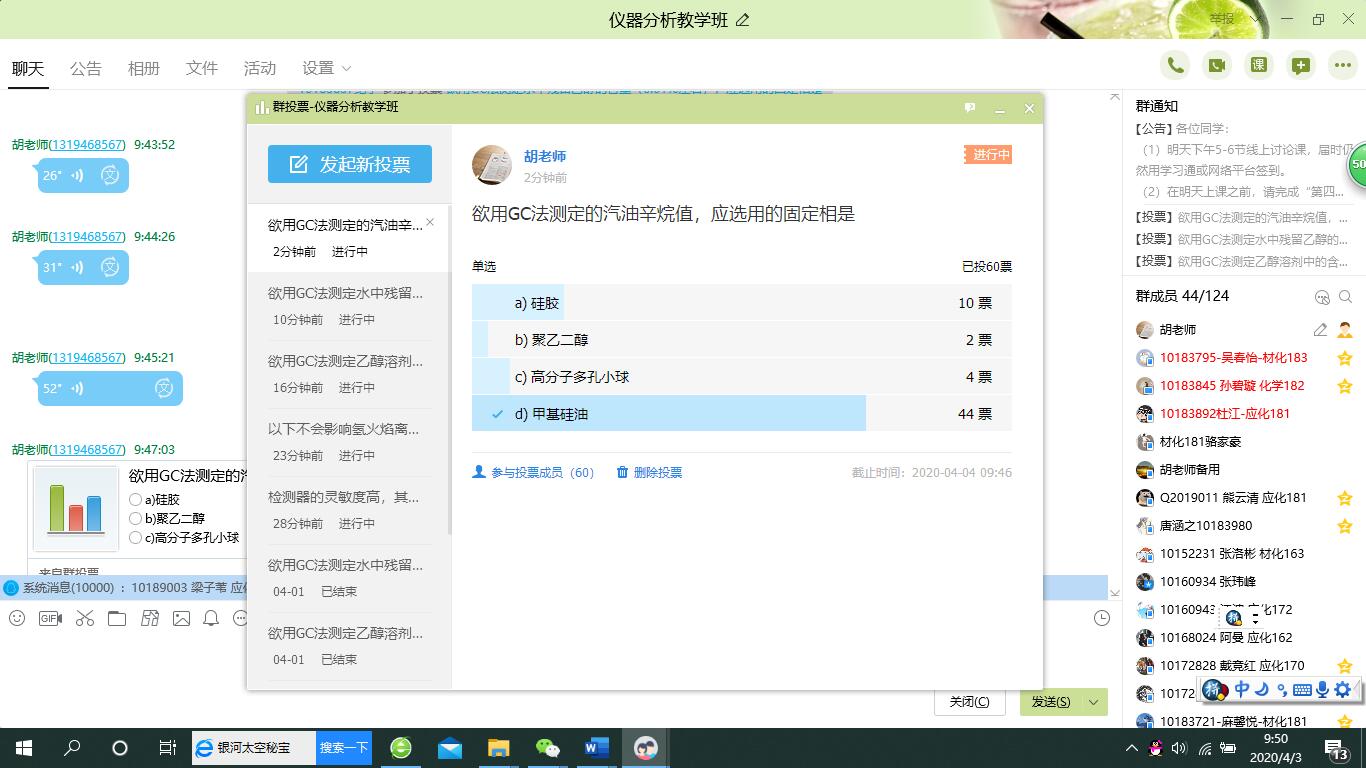 仪器分析教学班
举报
聊天 公告 相册 文件 活动 设置
胡老师(1319468567) 9:43:52
26"
胡老师(1319468567) 9:44:26
31"
胡老师(1319468567) 9:45:21
52"
胡老师(1319468567) 9:47:03
欲用GC法测定的汽
a)硅胶
b)聚乙二醇
c)高分子多孔小球
来自群投票
系统消息(10000) ：10189003 梁子苇 应化
GIF
群投票-仪器分析教学班
发起新投票
欲用GC法测定的汽油辛...
2分钟前 进行中
欲用GC法测定水中残留...
10分钟前 进行中
欲用GC法测定乙醇溶剂...
16分钟前 进行中
以下不会影响氢火焰离...
23分钟前 进行中
检测器的灵敏度高，其...
28分钟前 进行中
欲用GC法测定水中残留...
04-01 已结束
欲用GC法测定乙醇溶剂...
04-01 已结束
胡老师
2分钟前
进行中
欲用GC法测定的汽油辛烷值，应选用的固定相是
单选 已投60票
a) 硅胶 10 票
b) 聚乙二醇 2 票
c) 高分子多孔小球 4 票
d) 甲基硅油 44 票
参与投票成员（60） 删除投票 截止时间：2020-04-04 09:46
关闭(C) 发送(S)
群通知
【公告】各位同学：
（1）明天下午5-6节线上讨论课，届时仍
然用学习通或网络平台签到。
（2）在明天上课之前，请完成“第四...
【投票】欲用GC法测定的汽油辛烷值，...
【投票】欲用GC法测定水中残留乙醇的...
【投票】欲用GC法测定乙醇溶剂中的含...
50
群成员 44/124
胡老师
10183795-吴春怡-材化183
10183845 孙碧璇 化学182
10183892杜江-应化181
材化181骆家豪
胡老师备用
Q2019011 熊云清 应化181
唐涵之10183980
10152231 张洛彬 材化163
10160934 张玮峰
10160943 化172
10168024 阿曼 应化162
10172828 戴竞红 应化170
10172
10183721-麻馨悦-材化181
拼 中
银河太空秘宝 搜索一下
9:50
2020/4/3
13